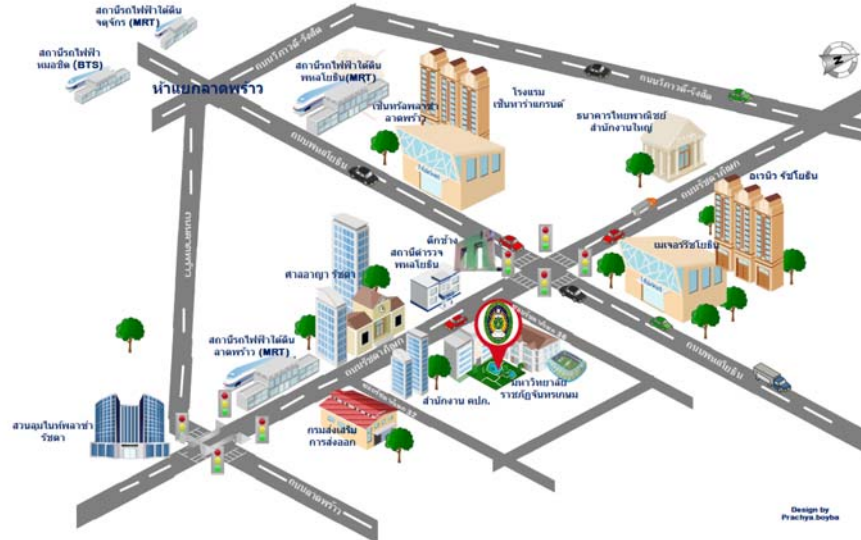 สถานีรถไฟฟ้าใต้ดิน
จตุจักร (MRT)
สถานีรถไฟฟ้า
หมอชิต (BTS)
ห้าแยกลาดพร้าว
ถนนวิภาวดี-รังสิต
สถานีรถไฟฟ้าใต้ดิน
พหลโยธิน(MRT)
เซ็นทรัลพลาซ่า
ลาดพร้าว
โรงแรม
เซ็นทาราแกรนด์
ถนนวิภาวดี-รังสิต
ธนาคารไทยพาณิชย์
สำนักงานใหญ่
ถนนรัชดาภิเษก
อเวนิว รัชโยธิน
เมเจอร์รัชโยธิน
ถนนพหลโยธิน
ถนนลาดพร้าว
ตึกช้าง
สถานีตำรวจ
พหลโยธิน
ศาลอาญา รัชดา
สถานีรถไฟฟ้าใต้ดิน
ลาดพร้าว (MRT)
ถนนรัชดาภิเษก
ถนนพหลโยธิน
มหาวิทยาลัย
ราชภัฏจันทรเกษม
สำนักงาน คปภ.
กรมส่งเสริม
การส่งออก
สวนลุมไนท์พลาซ่า
รัชดา
ถนนลาดพร้าว
Design by
Prachya.boyba